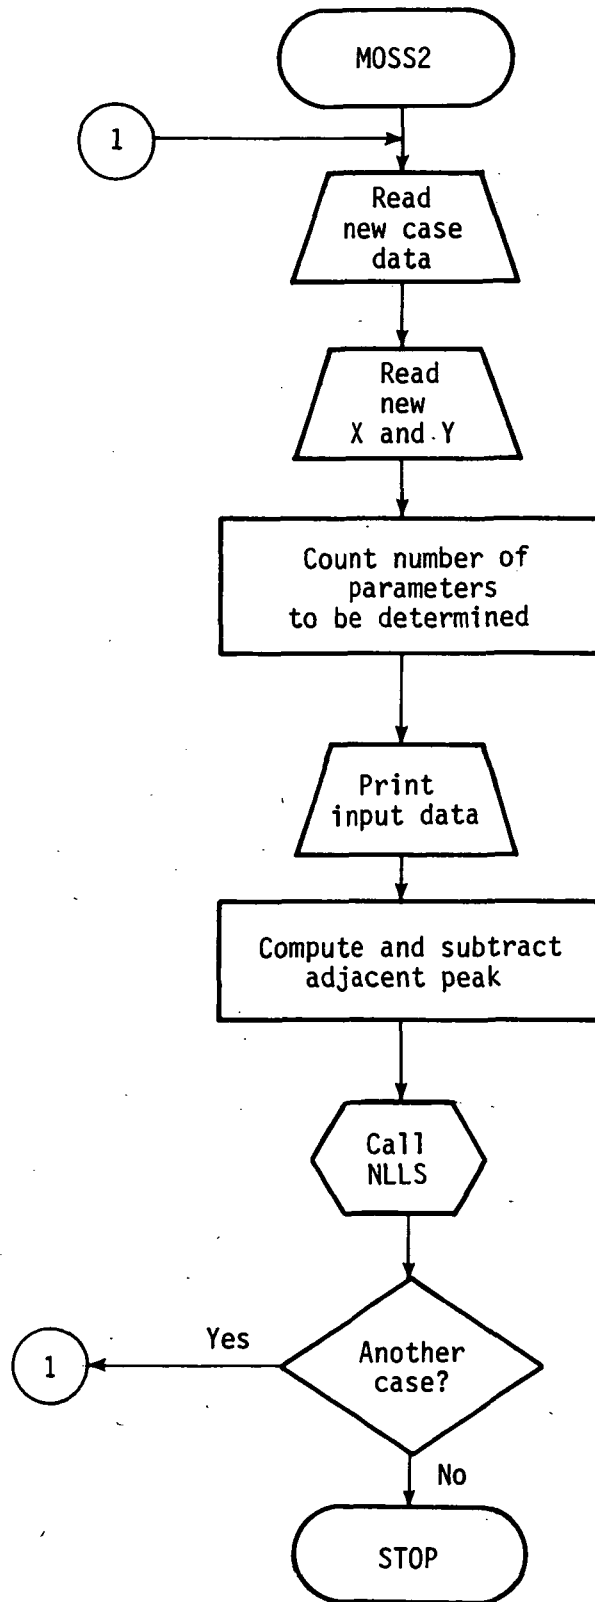 MOSS2
1
Read
new case
data
Read
new
X and Y
Count number of
parameters
to be determined
Print
input data
Compute and subtract
adjacent peak
Call
NLLS
Yes
1
Another
case?
No
STOP